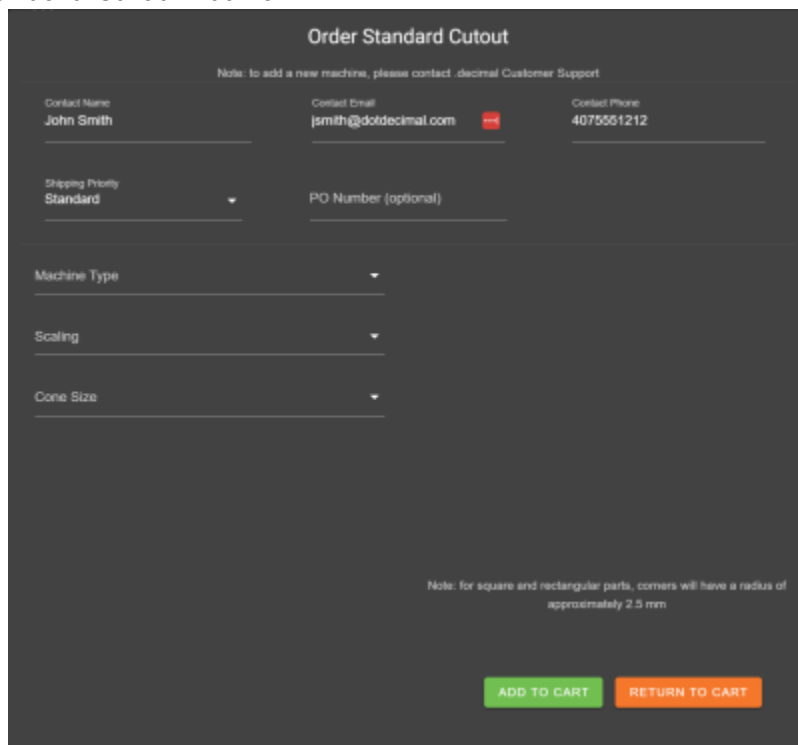 Order Standard Cutout
Note: to add a new machine, please contact .decimal Customer Support
Contact Name
John Smith
Contact Email
jsmith@dotdecimal.com
Contact Phone
4075551212
Shipping Priority
Standard
PO Number (optional)
Machine Type
Scaling
Cone Size
Note: for square and rectangular parts, corners will have a radius of
approximately 2.5 mm
ADD TO CART
RETURN TO CART